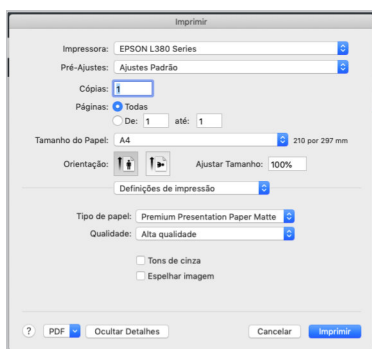 Imprimir
Impressora: EPSON L380 Series
Pré-Ajustes: Ajustes Padrão
Cópias: 1
Páginas: Todas
De: 1 até: 1
Tamanho do Papel: A4 210 por 297 mm
Orientação: Ajustar Tamanho: 100%
Definições de impressão
Tipo de papel: Premium Presentation Paper Matte
Qualidade: Alta qualidade
Tons de cinza
Espelhar imagem
? PDF Ocultar Detalhes Cancelar Imprimir